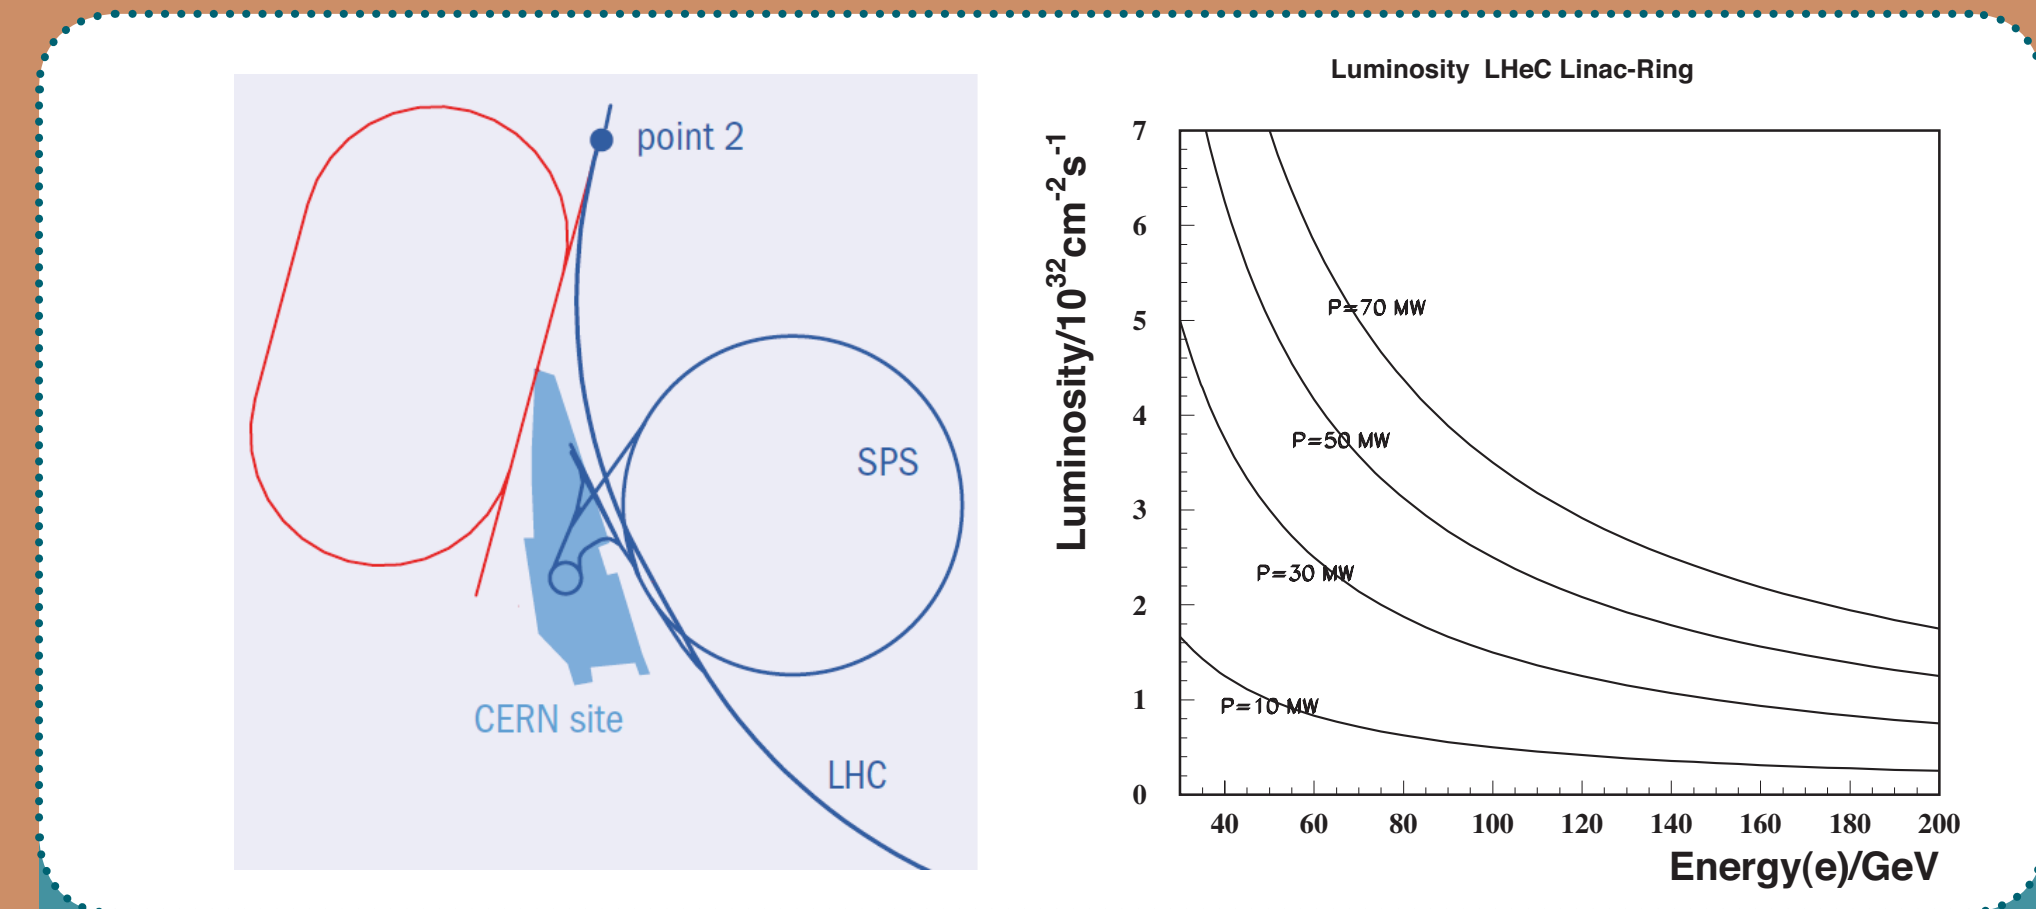 point 2
SPS
CERN site
LHC
Luminosity LHeC Linac-Ring
Luminosity/10³²cm⁻²s⁻¹
7
6
5
4
3
2
1
0
P=70 MW
P=50 MW
P=30 MW
P=10 MW
40 60 80 100 120 140 160 180 200
Energy(e)/GeV